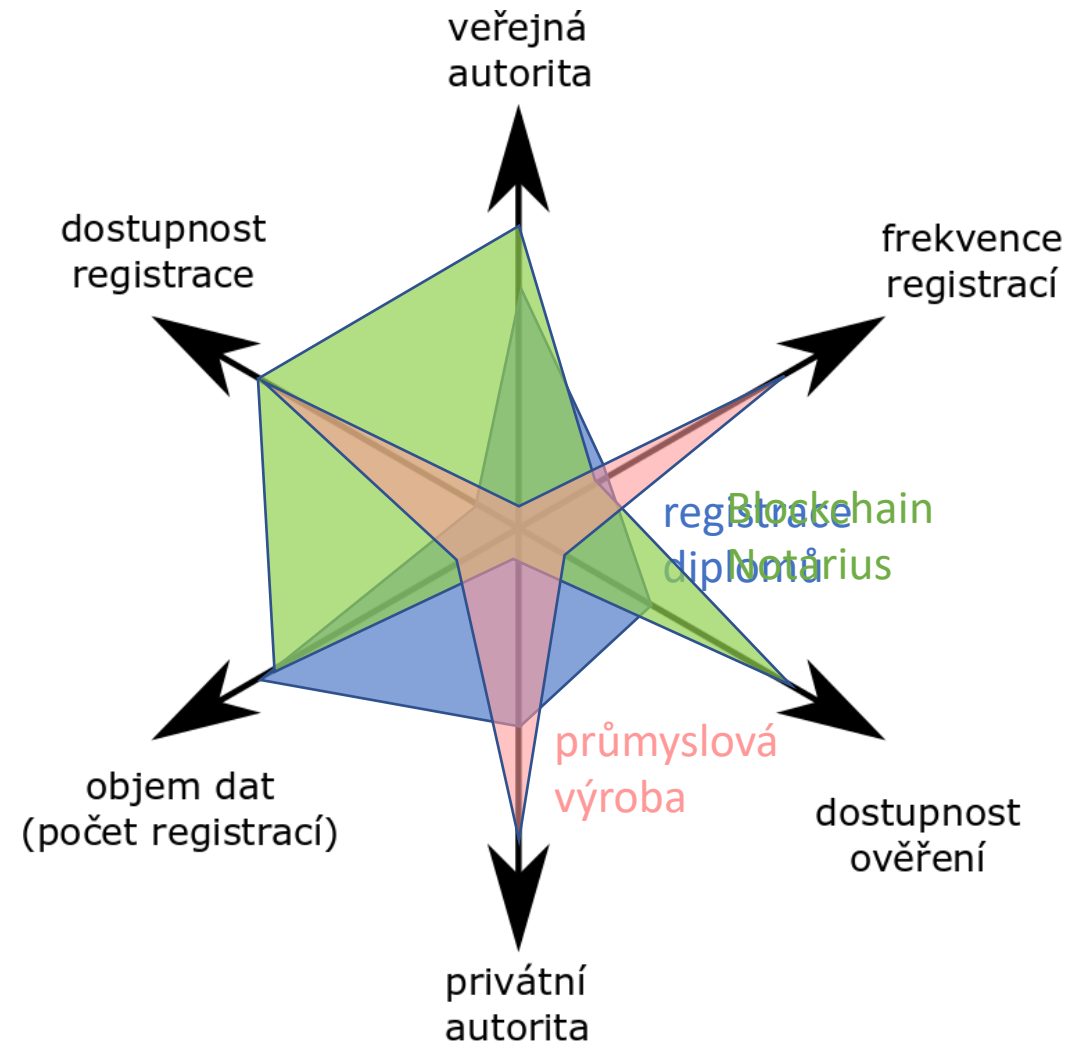 veřejná
autorita
dostupnost
registrace
frekvence
registrací
registrace
diplomů
Blockchain
Notárius
průmyslová
výroba
objem dat
(počet registrací)
dostupnost
ověření
privátní
autorita